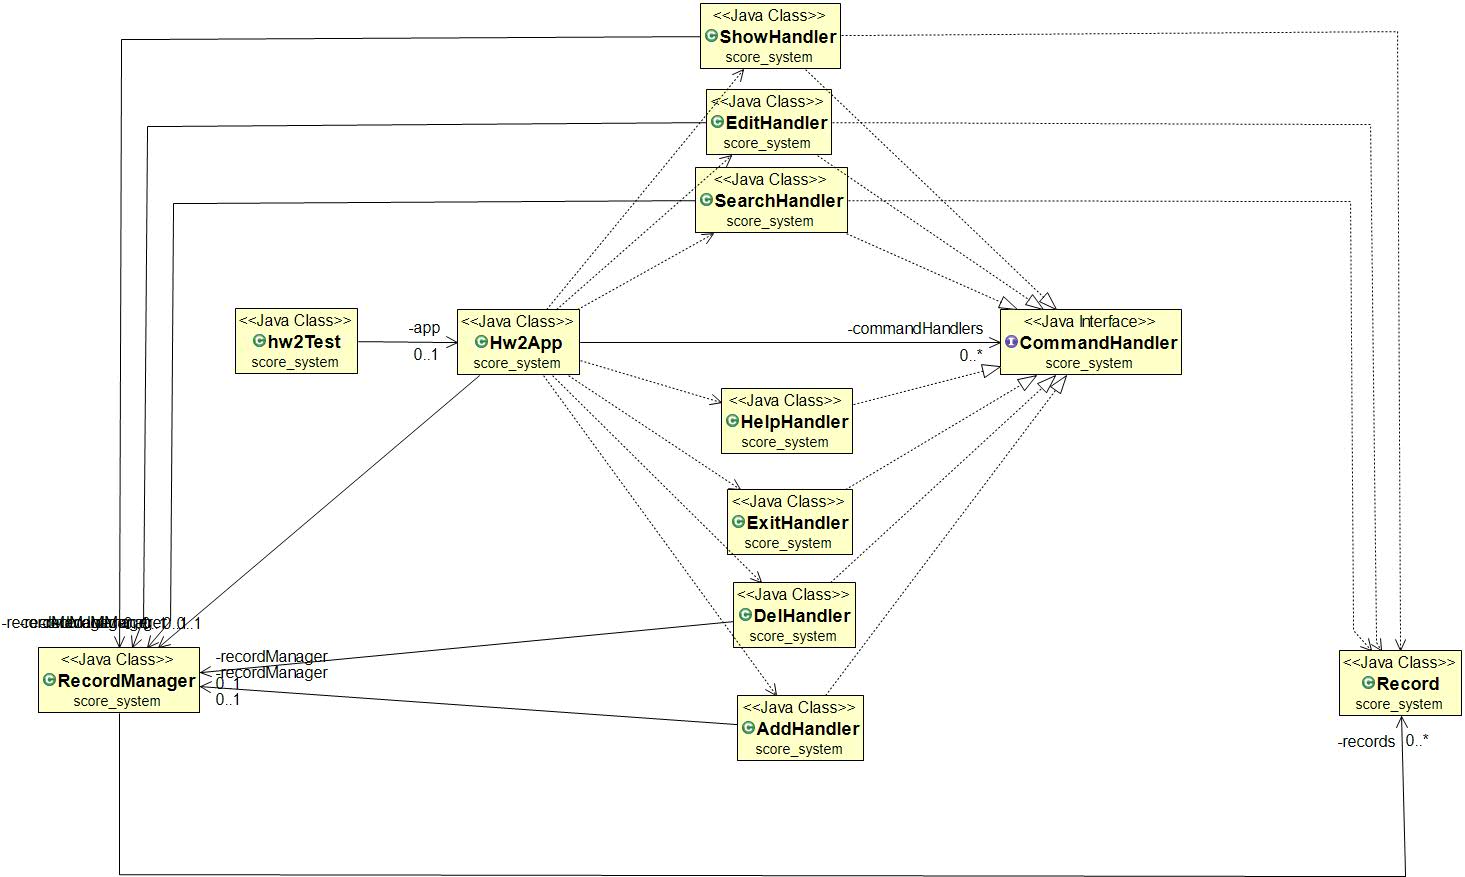 <<Java Class>>
ShowHandler
score_system
<<Java Class>>
EditHandler
score_system
<<Java Class>>
SearchHandler
score_system
<<Java Class>>
hw2Test
score_system
-app
0..1
<<Java Class>>
Hw2App
score_system
-commandHandlers
0..*
<<Java Interface>>
CommandHandler
score_system
<<Java Class>>
HelpHandler
score_system
<<Java Class>>
ExitHandler
score_system
<<Java Class>>
DelHandler
score_system
0..1
<<Java Class>>
RecordManager
score_system
-recordManager
-recordManager
0..1
0..1
<<Java Class>>
AddHandler
score_system
<<Java Class>>
Record
score_system
-records
0..*